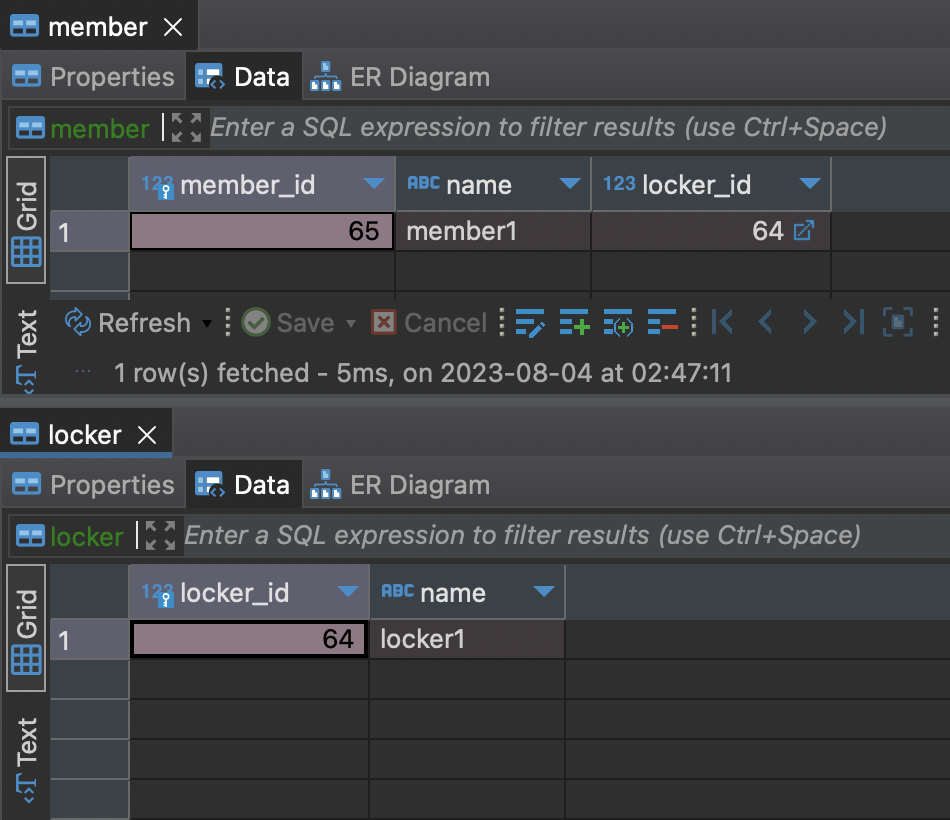 member
Properties Data ER Diagram
member Enter a SQL expression to filter results (use Ctrl+Space)
Grid
123 member_id ABC name 123 locker_id
1 65 member1 64
Text
Refresh Save Cancel
... 1 row(s) fetched - 5ms, on 2023-08-04 at 02:47:11
locker
Properties Data ER Diagram
locker Enter a SQL expression to filter results (use Ctrl+Space)
Grid
123 locker_id ABC name
1 64 locker1
Text